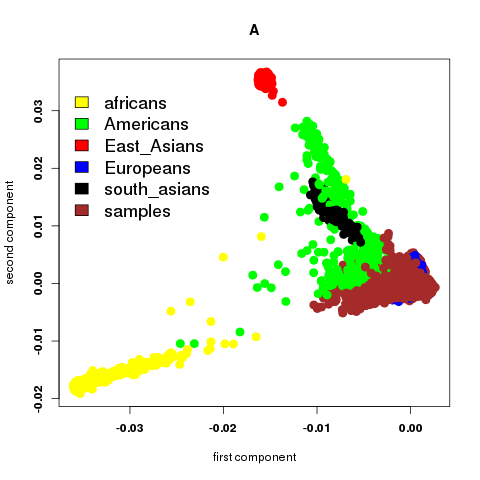 A
africans
Americans
East_Asians
Europeans
south_asians
samples
second component
0.03
0.02
0.01
0.00
-0.01
-0.02
-0.03
-0.02
-0.01
0.00
first component